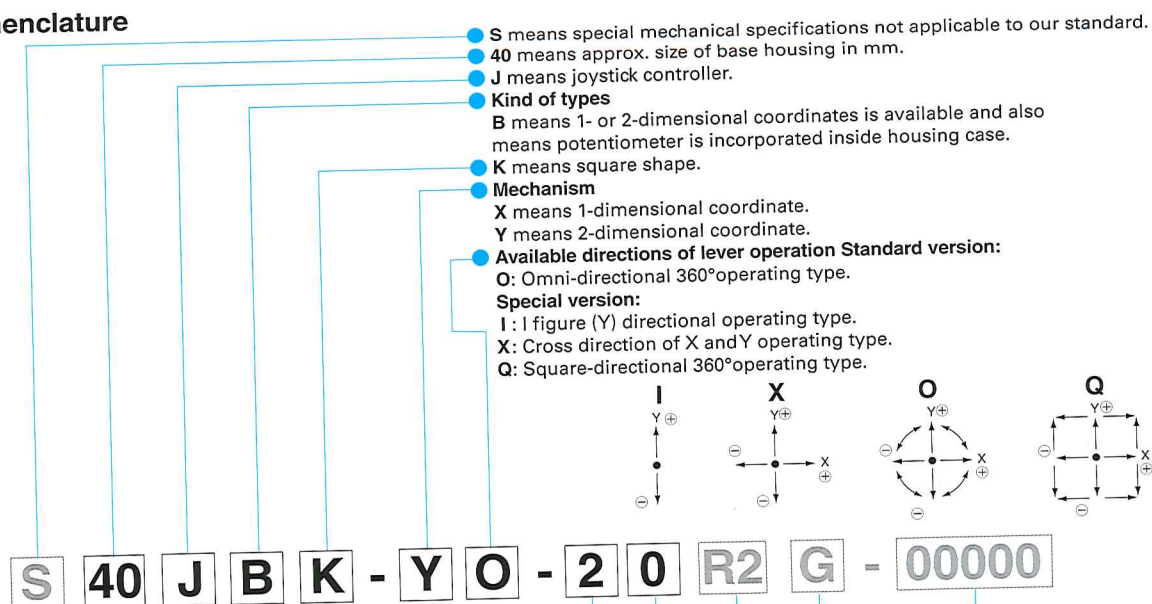 S means special mechanical specifications not applicable to our standard.
40 means approx. size of base housing in mm.
J means joystick controller.
Kind of types
B means 1- or 2-dimensional coordinates is available and also
means potentiometer is incorporated inside housing case.
K means square shape.
Mechanism
X means 1-dimensional coordinate.
Y means 2-dimensional coordinate.
Available directions of lever operation Standard version:
O: Omni-directional 360°operating type.
Special version:
I : I figure (Y) directional operating type.
X: Cross direction of X and Y operating type.
Q: Square-directional 360°operating type.
I X O Q
Y ⊕ Y⊕ Y⊕ Y⊕
⊖ ⊖ ⊖
X X X
⊕ ⊕ ⊕
⊖ ⊖ ⊖ ⊖
S 40 J B K - Y O - 2 0 R2 G - 00000